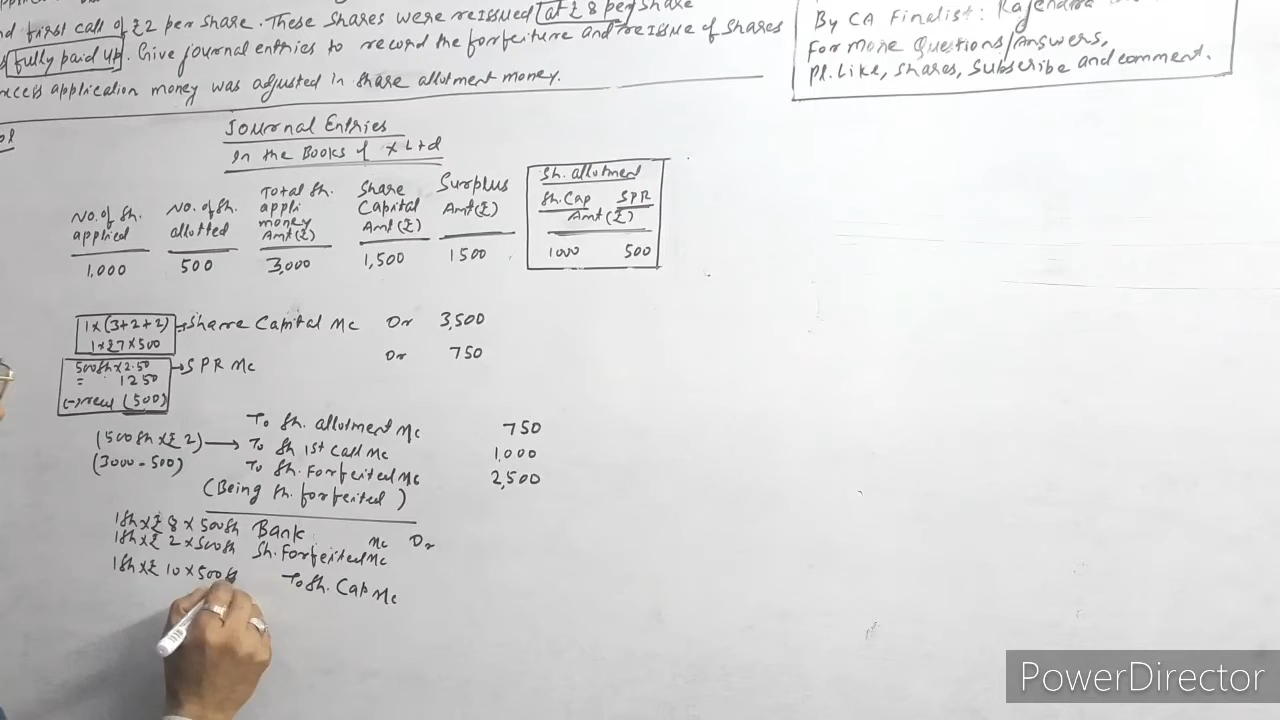 nd first call of ₹2 per share. These shares were reissued at ₹8 per share
fully paid up. Give journal entries to record the forfeiture and reissue of shares
xcess application money was adjusted in share allotment money.
By CA Finalist: Rajendra
For more Questions/Answers,
Pl. Like, Shares, Subscribe and comment.
Journal Entries
In the Books of X Ltd
No. of Sh. applied
No. of Sh. allotted
Total Sh. appli money Amt (₹)
Share Capital Amt (₹)
Surplus Amt (₹)
Sh. allotment
Sh. Cap SPR
Amt (₹)
1,000 500 3,000 1,500 1500 1000 500
1×(3+2+2) → Share Capital A/c Dr 3,500
1×₹7×500
500sh×2.50 → SPR A/c Dr 750
= 1250
(-) recd (500)
To Sh. allotment A/c 750
(500sh×₹2) → To Sh 1st Call A/c 1,000
(3000-500) To Sh. Forfeited A/c 2,500
(Being sh. forfeited)
1sh×₹8×500sh Bank A/c Dr
1sh×₹2×500sh Sh. Forfeited A/c
1sh×₹10×500 To Sh. Cap A/c
PowerDirector